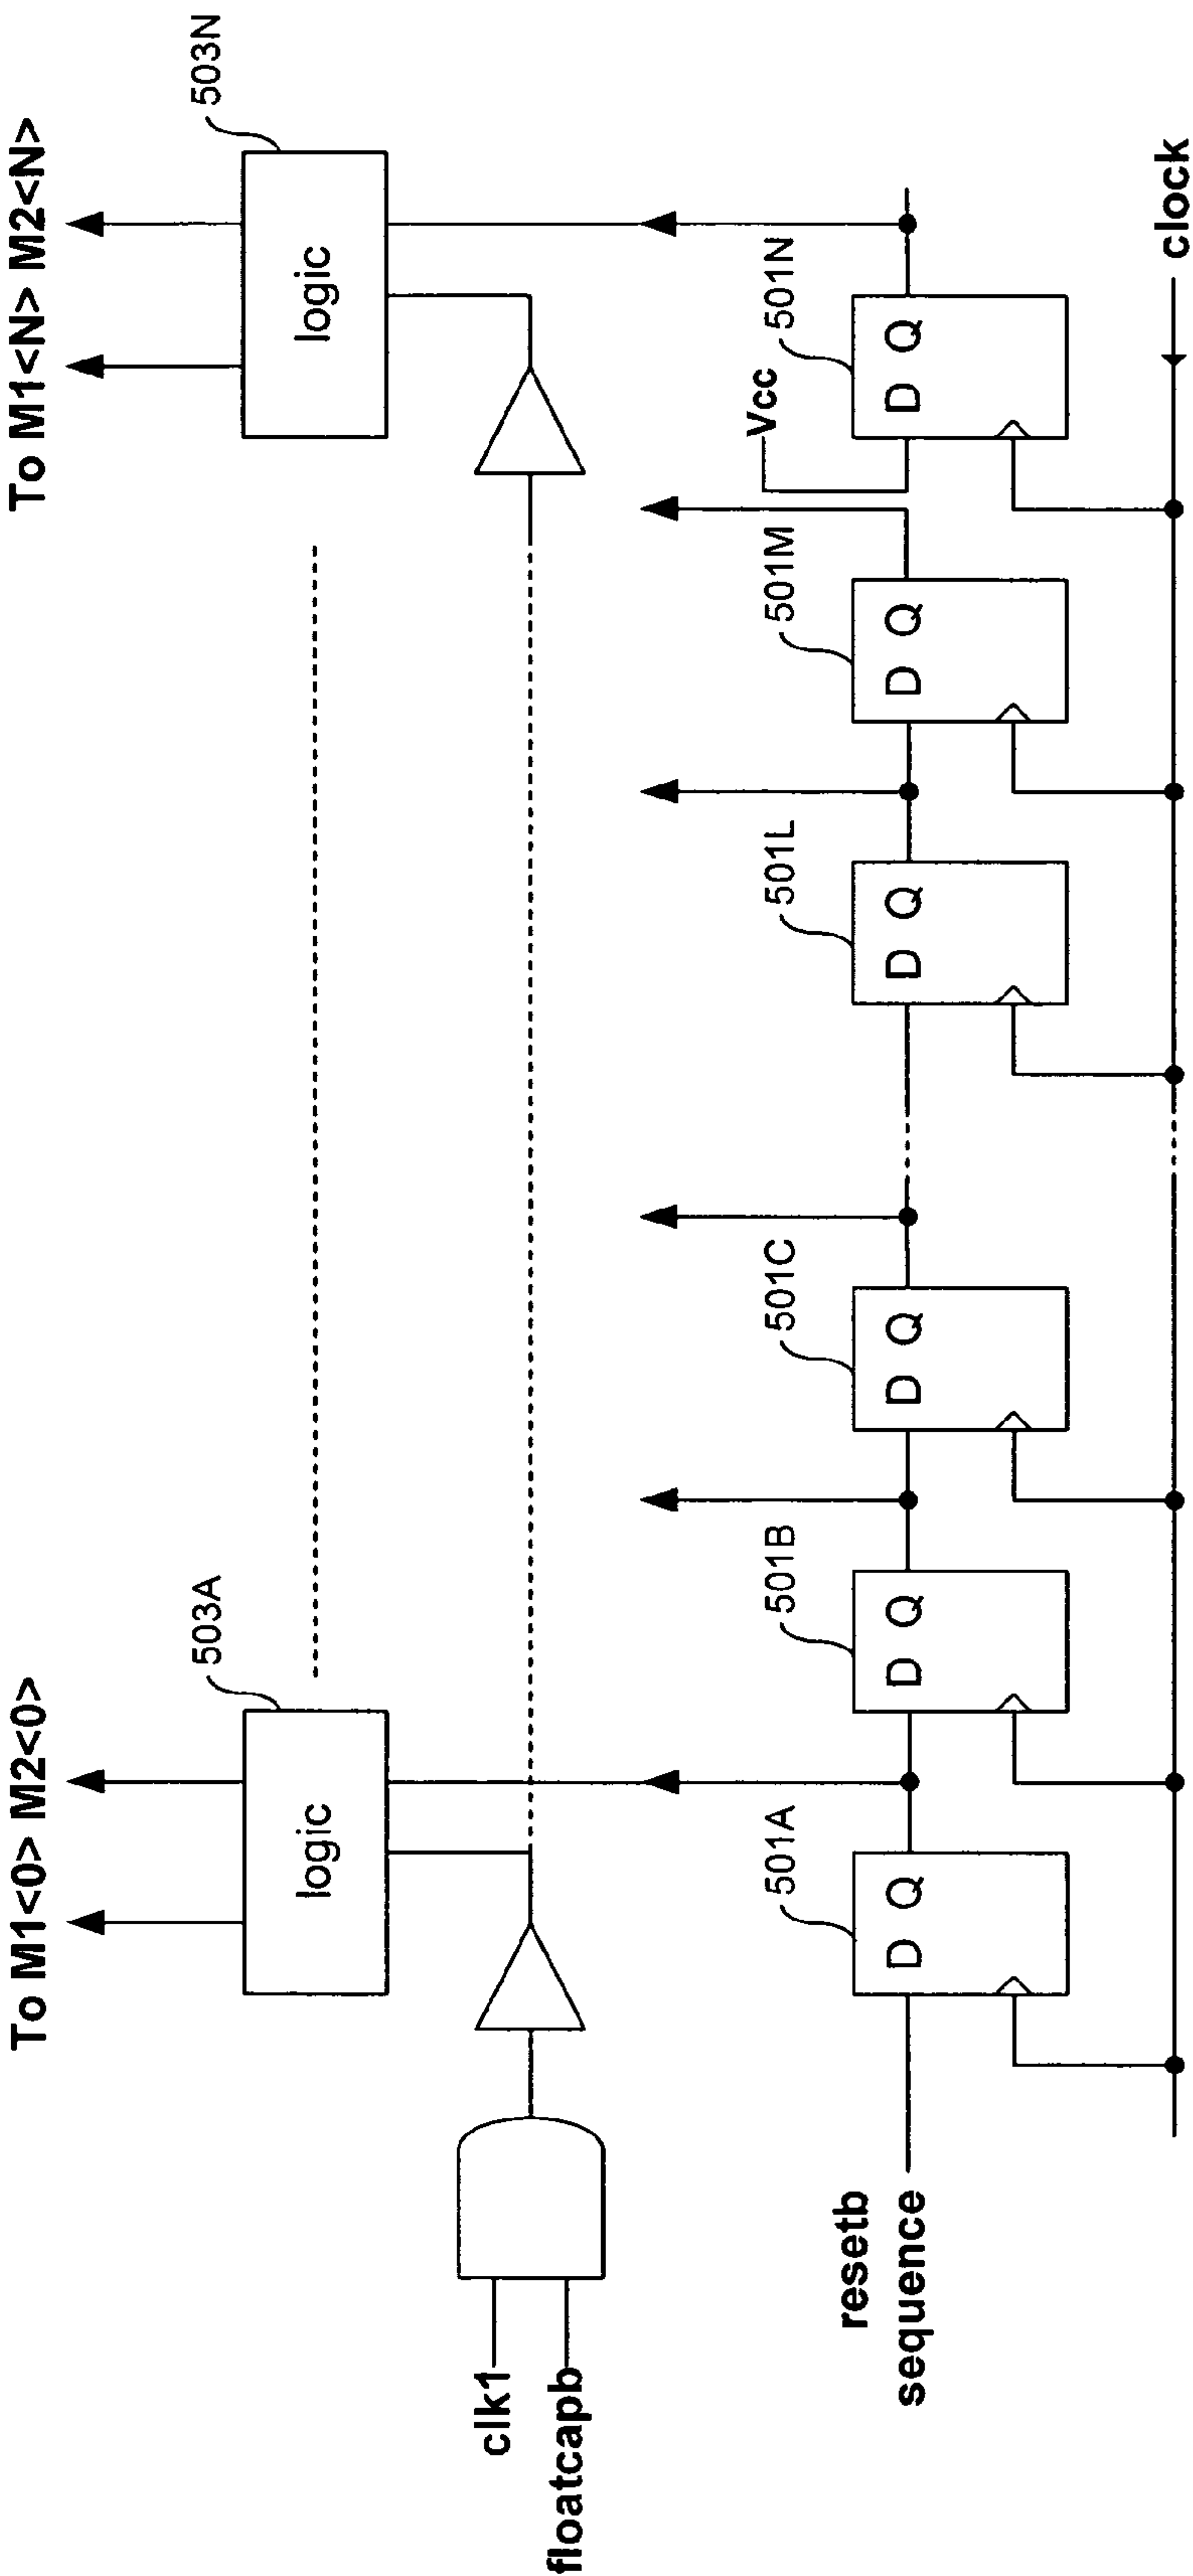 To M1<0> M2<0>
To M1<N> M2<N>
503A
503N
logic
logic
clk1
floatcapb
Vcc
501A
501B
501C
501L
501M
501N
D Q
D Q
D Q
D Q
D Q
D Q
resetb
sequence
clock